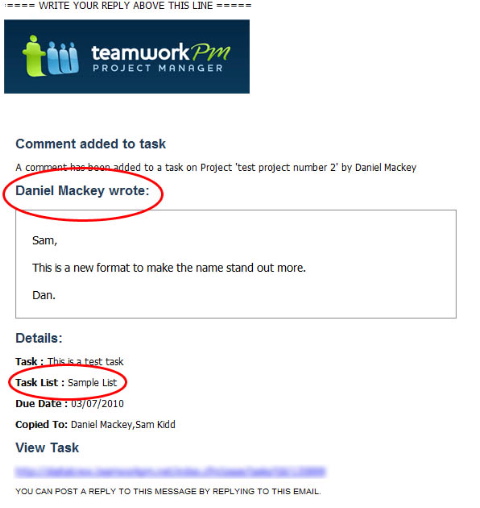 ==== WRITE YOUR REPLY ABOVE THIS LINE =====
teamworkPm
PROJECT MANAGER
Comment added to task
A comment has been added to a task on Project 'test project number 2' by Daniel Mackey
Daniel Mackey wrote:
Sam,
This is a new format to make the name stand out more.
Dan.
Details:
Task : This is a test task
Task List : Sample List
Due Date : 03/07/2010
Copied To: Daniel Mackey,Sam Kidd
View Task
YOU CAN POST A REPLY TO THIS MESSAGE BY REPLYING TO THIS EMAIL.